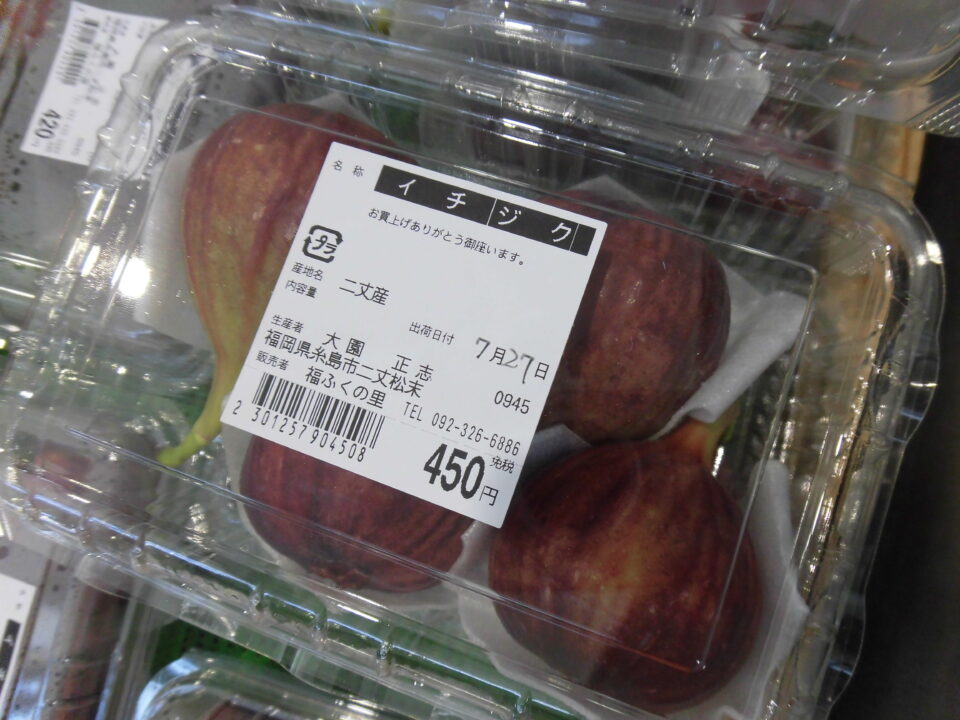 名称 イチジク
お買上げありがとう御座います。
プラ
産地名 二丈産
内容量
出荷日付 7月27日
生産者 大園 正志 0945
福岡県糸島市二丈松末
販売者 福ふくの里
TEL 092-326-6886
2 301257 904508
450円 免税
420